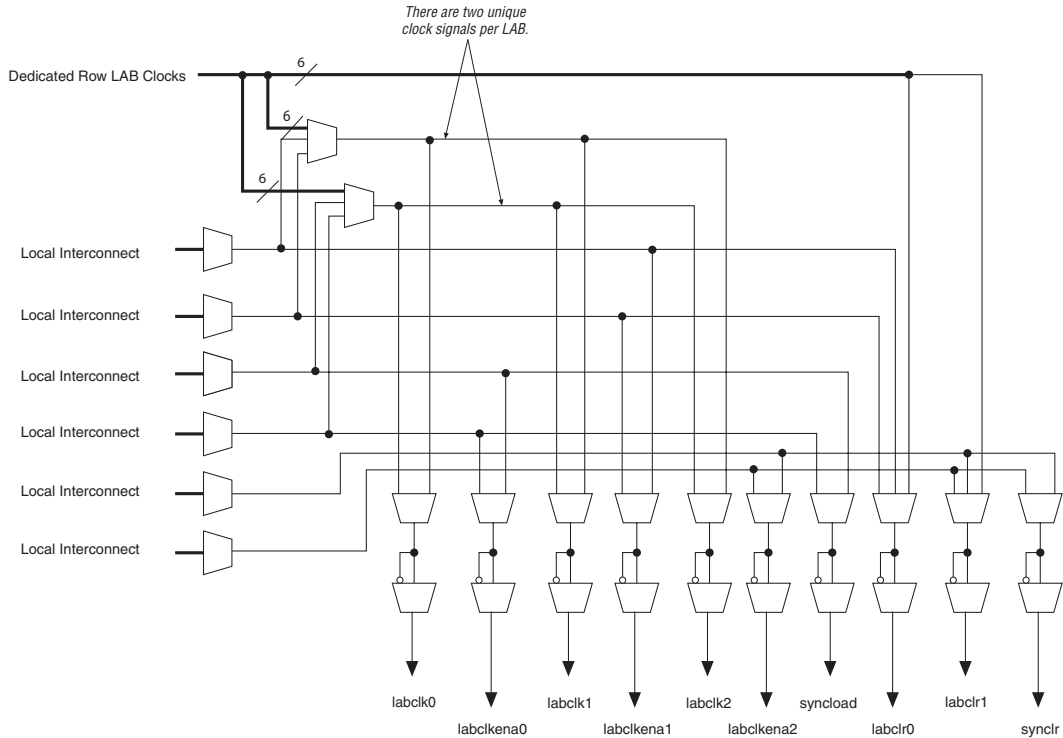 There are two unique
clock signals per LAB.
Dedicated Row LAB Clocks
6
6
6
Local Interconnect
Local Interconnect
Local Interconnect
Local Interconnect
Local Interconnect
Local Interconnect
labclk0
labclk1
labclk2
syncload
labclr1
labclkena0
labclkena1
labclkena2
labclr0
synclr